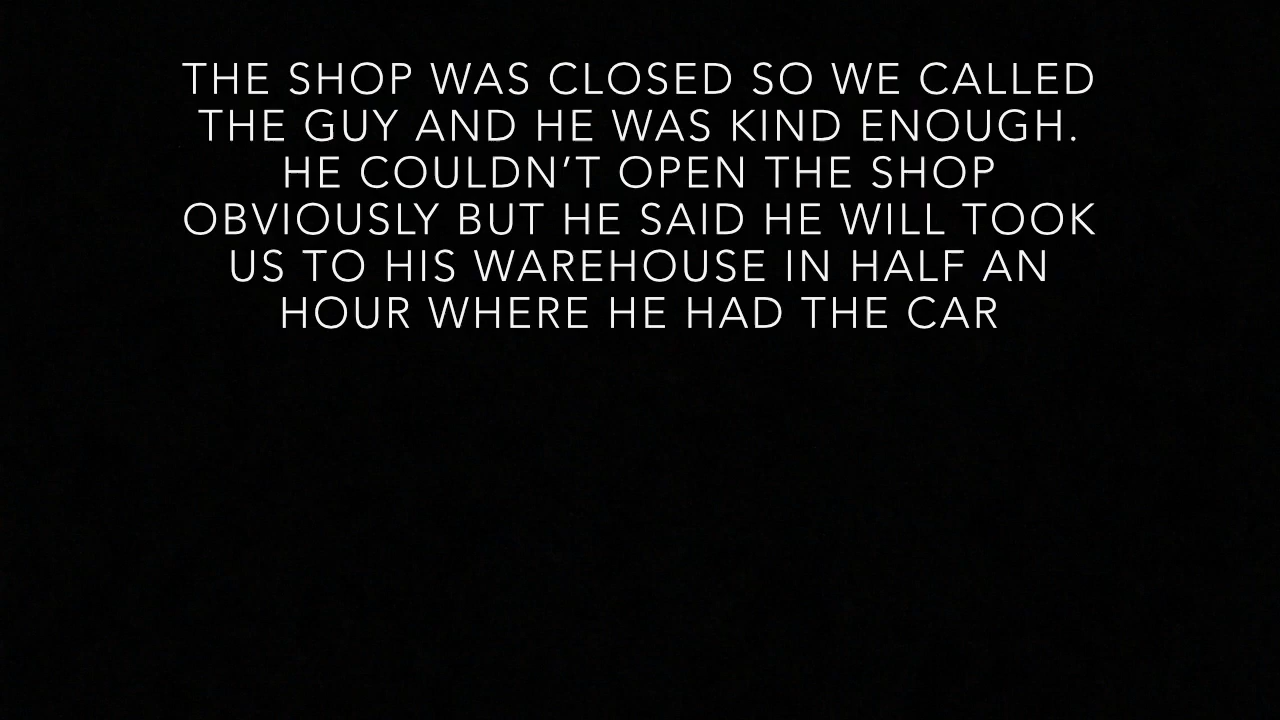 THE SHOP WAS CLOSED SO WE CALLED
THE GUY AND HE WAS KIND ENOUGH.
HE COULDN’T OPEN THE SHOP
OBVIOUSLY BUT HE SAID HE WILL TOOK
US TO HIS WAREHOUSE IN HALF AN
HOUR WHERE HE HAD THE CAR